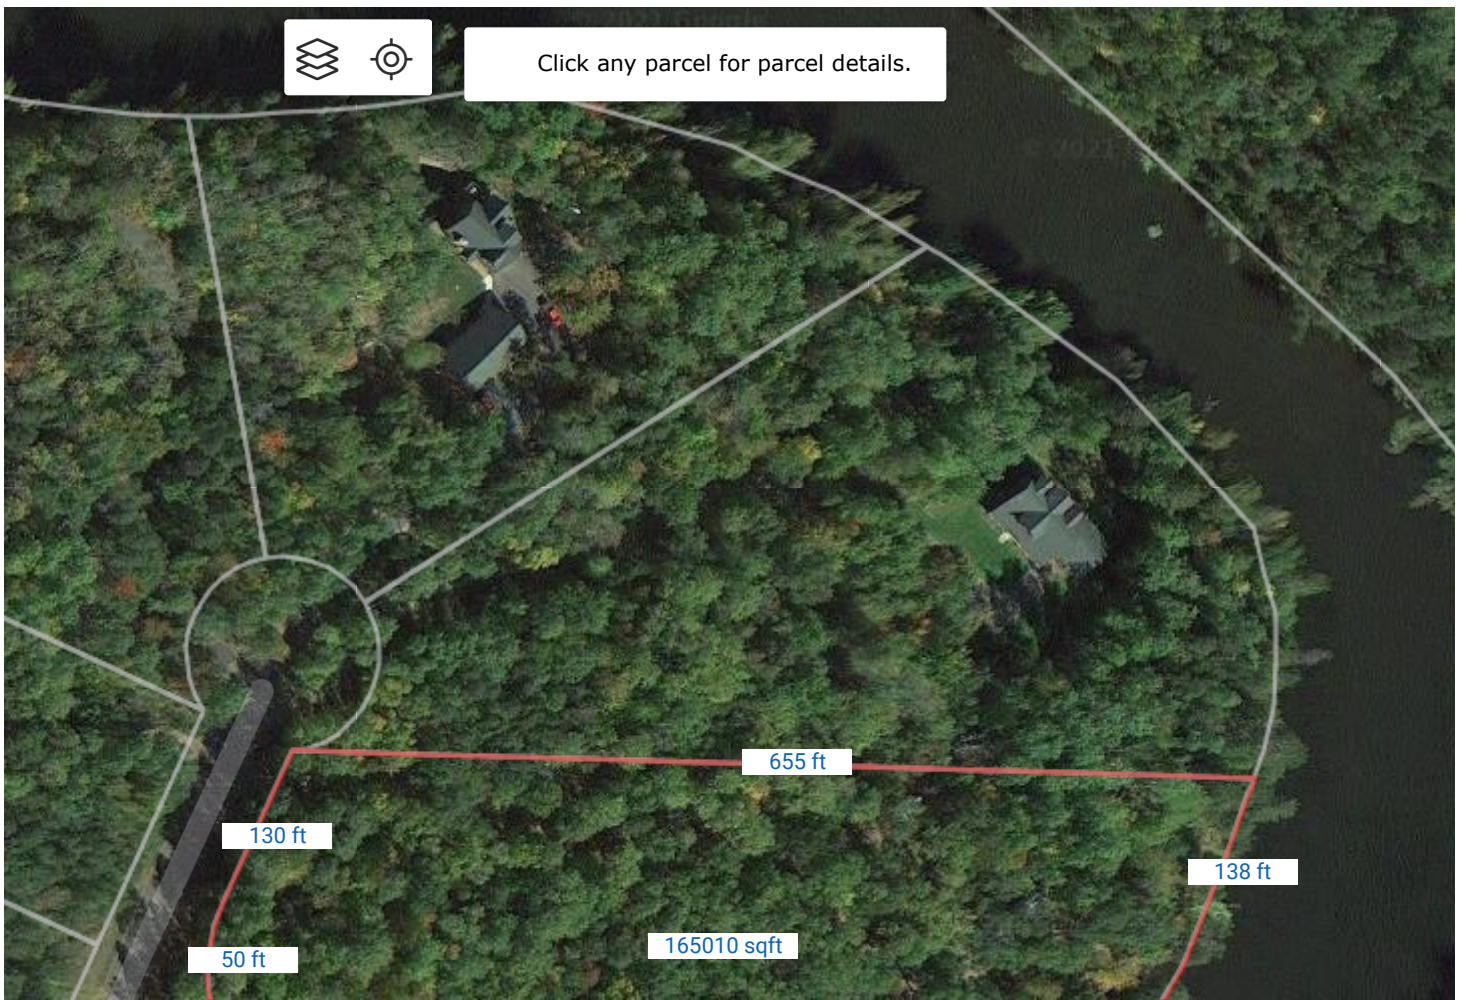 Click any parcel for parcel details.
655 ft
130 ft
138 ft
165010 sqft
50 ft